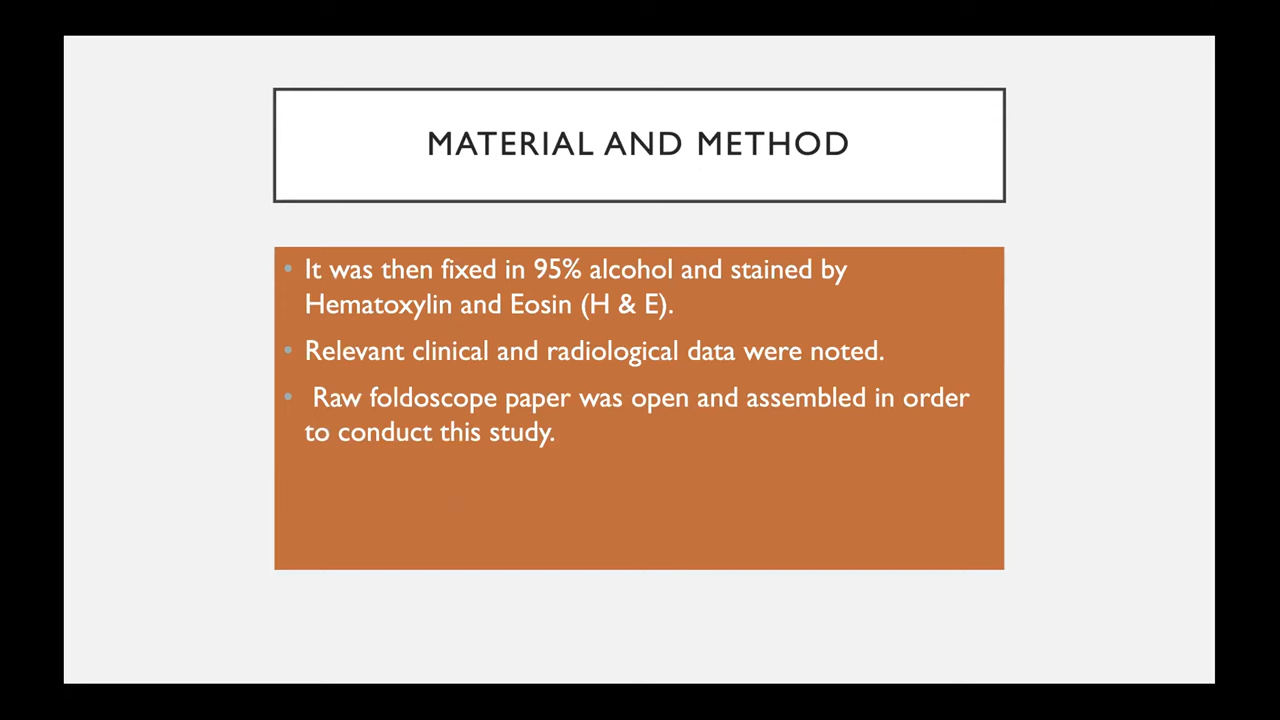 MATERIAL AND METHOD
• It was then fixed in 95% alcohol and stained by
Hematoxylin and Eosin (H & E).
• Relevant clinical and radiological data were noted.
• Raw foldoscope paper was open and assembled in order
to conduct this study.